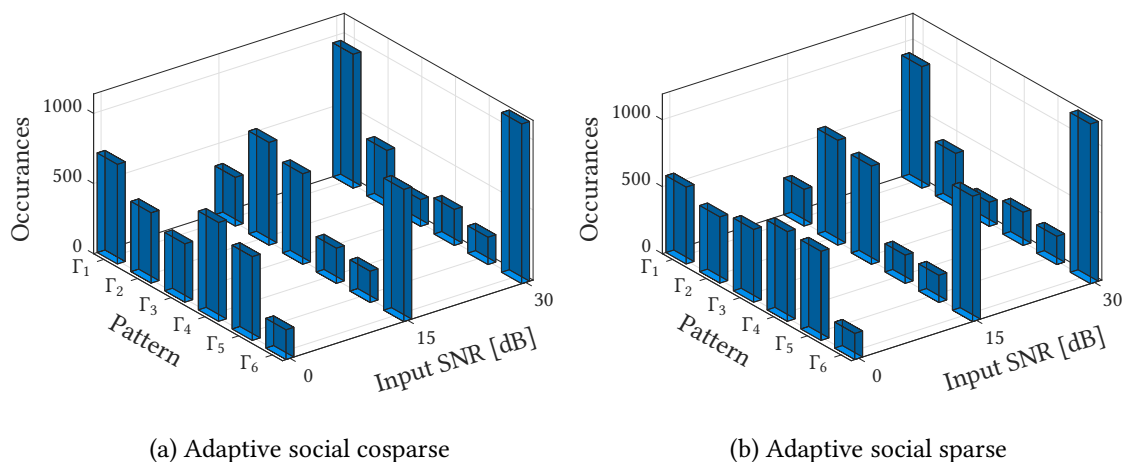 Occurances
1000
500
0
Γ1
Γ2
Γ3
Γ4
Γ5
Γ6
Pattern
0
15
30
Input SNR [dB]
(a) Adaptive social cosparse
Occurances
1000
500
0
Γ1
Γ2
Γ3
Γ4
Γ5
Γ6
Pattern
0
15
30
Input SNR [dB]
(b) Adaptive social sparse